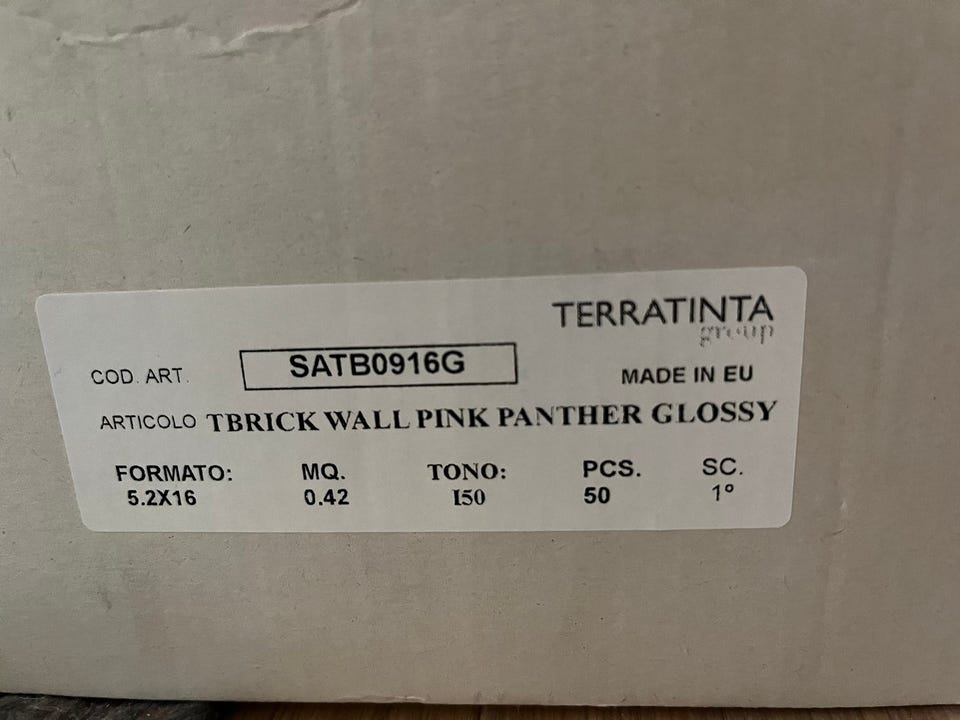 TERRATINTA
group
COD. ART. SATB0916G MADE IN EU
ARTICOLO TBRICK WALL PINK PANTHER GLOSSY
FORMATO: MQ. TONO: PCS. SC.
5.2X16 0.42 I50 50 1°